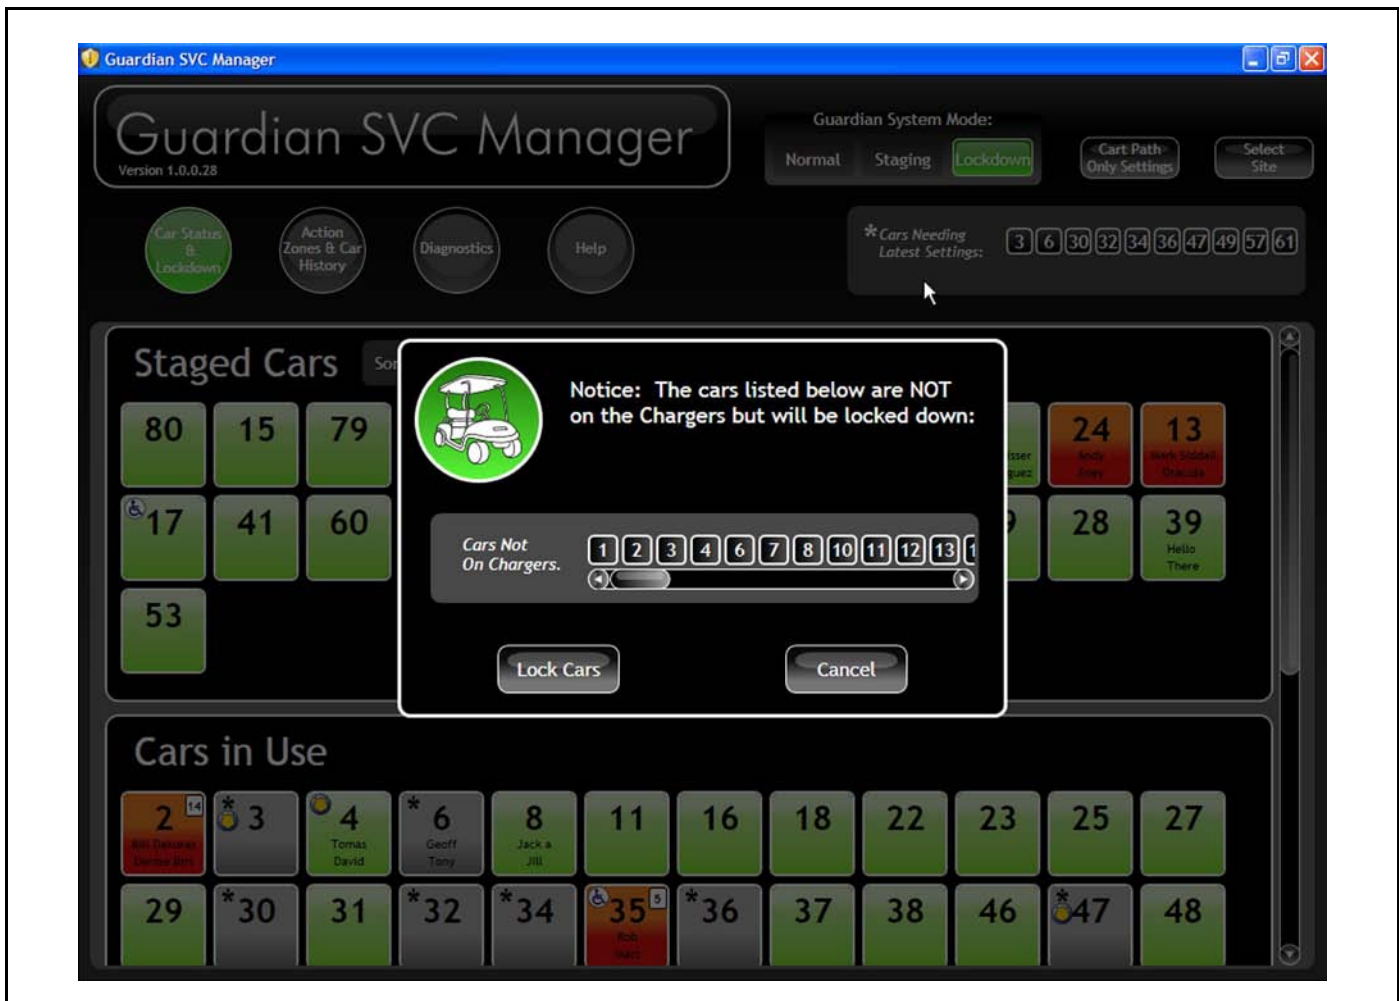 Guardian SVC Manager
Guardian SVC Manager
Version 1.0.0.28
Guardian System Mode:
Normal Staging Lockdown
Cart Path
Only Settings
Select
Site
Car Status
&
Lockdown
Action
Zones & Car
History
Diagnostics
Help
*Cars Needing
Latest Settings:
3 6 30 32 34 36 47 49 57 61
Staged Cars
80 15 79
24
Andy
Joey
13
17 41 60
28
39
Hello
There
53
Notice: The cars listed below are NOT
on the Chargers but will be locked down:
Cars Not
On Chargers.
1 2 3 4 6 7 8 10 11 12 13
Lock Cars
Cancel
Cars in Use
2 14
*3
4
Tomas
David
*6
Geoff
Tony
8
Jack a
Jill
11 16 18 22 23 25 27
29 *30 31 *32 *34
35 5
Rob
*36 37 38 46 *47 48